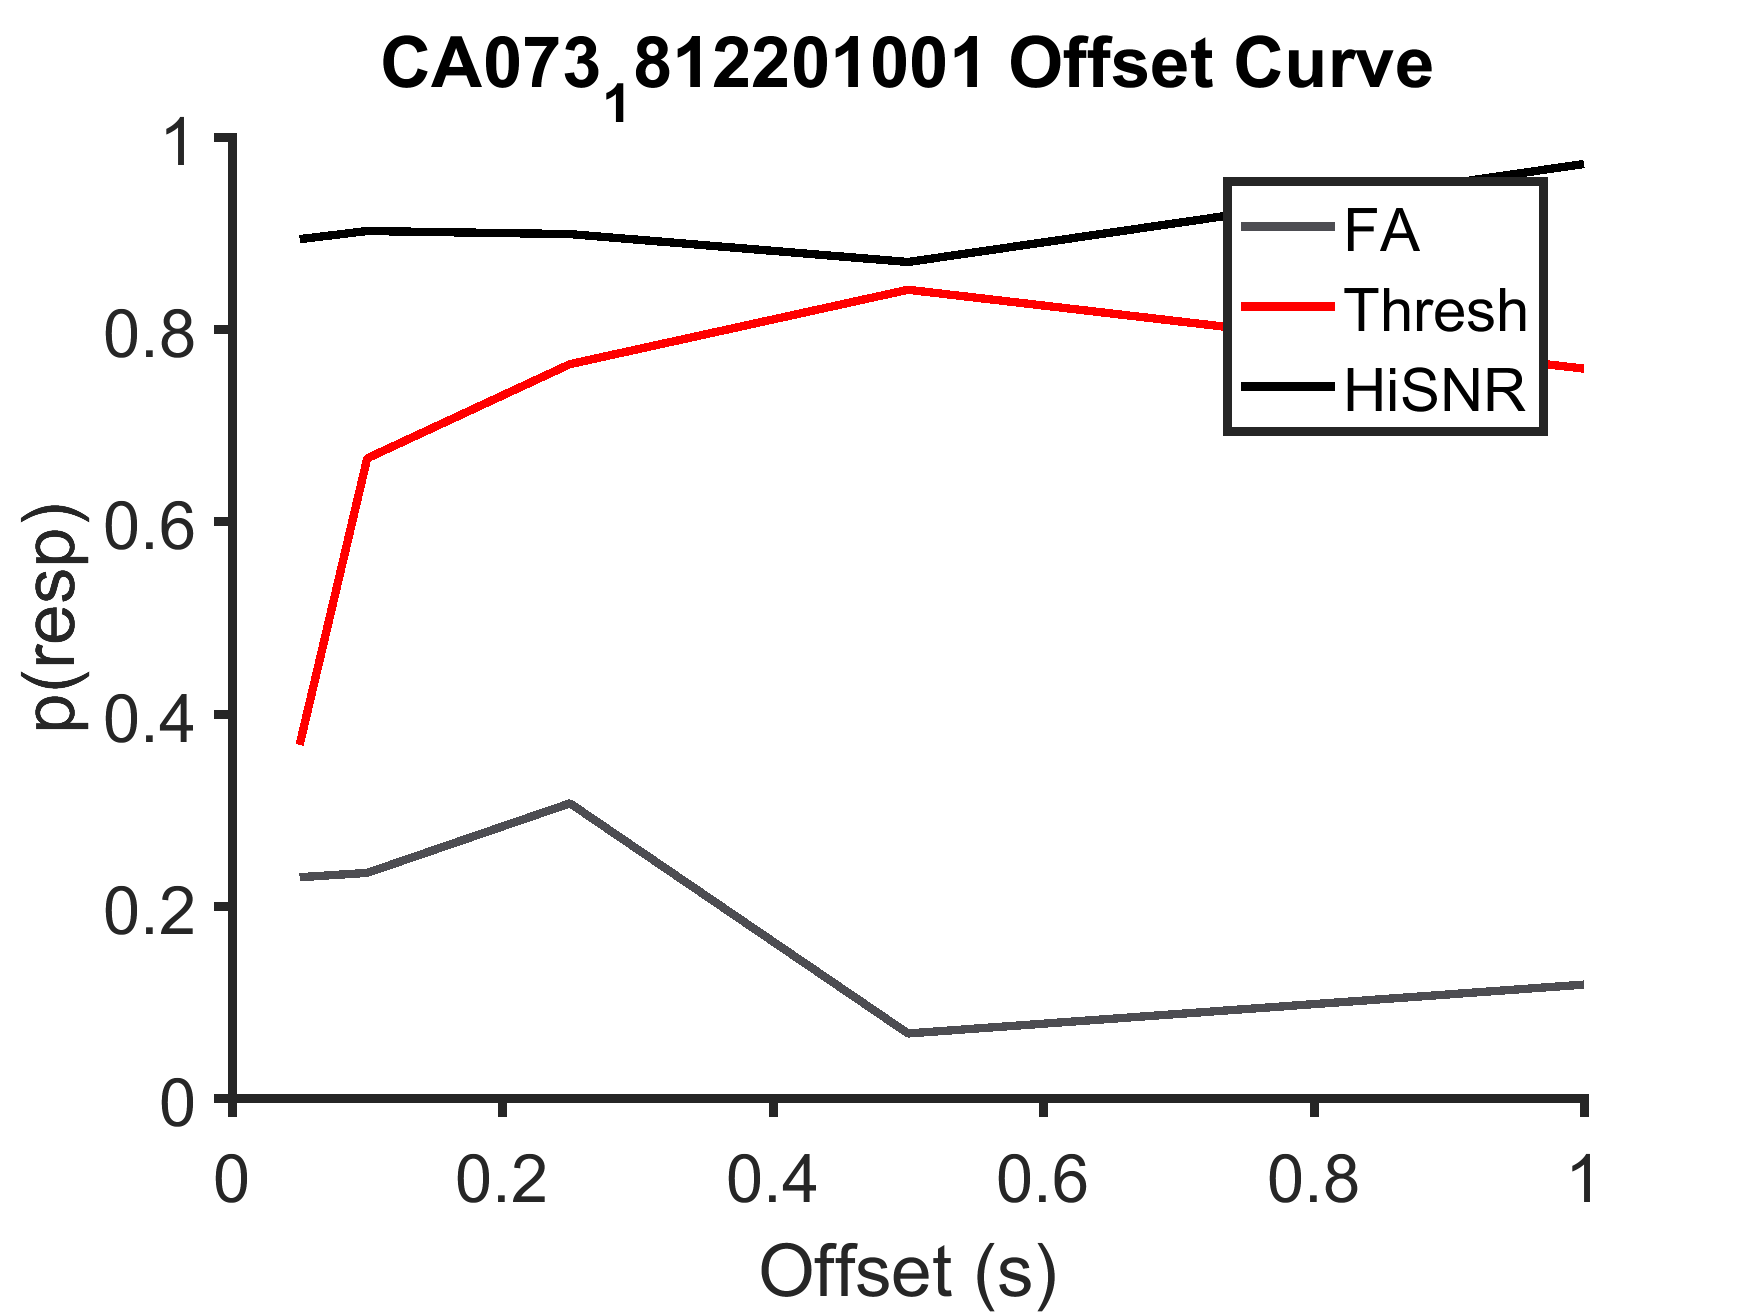 CA073₁812201001 Offset Curve
1
0.8
0.6
0.4
0.2
0
p(resp)
FA
Thresh
HiSNR
0 0.2 0.4 0.6 0.8 1
Offset (s)